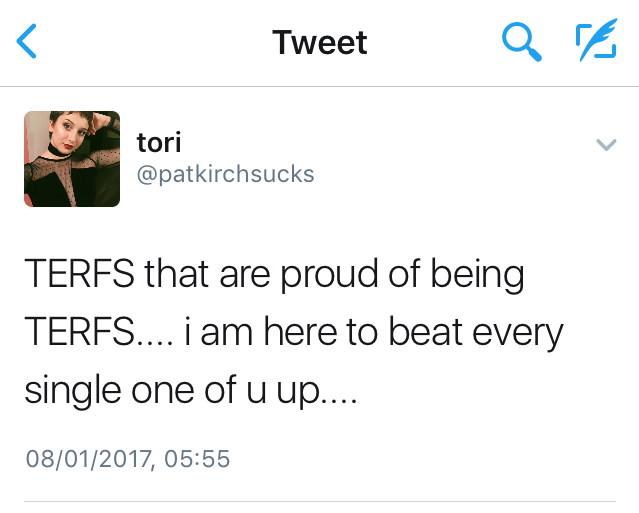 Tweet
tori
@patkirchsucks
TERFS that are proud of being
TERFS.... i am here to beat every
single one of u up....
08/01/2017, 05:55